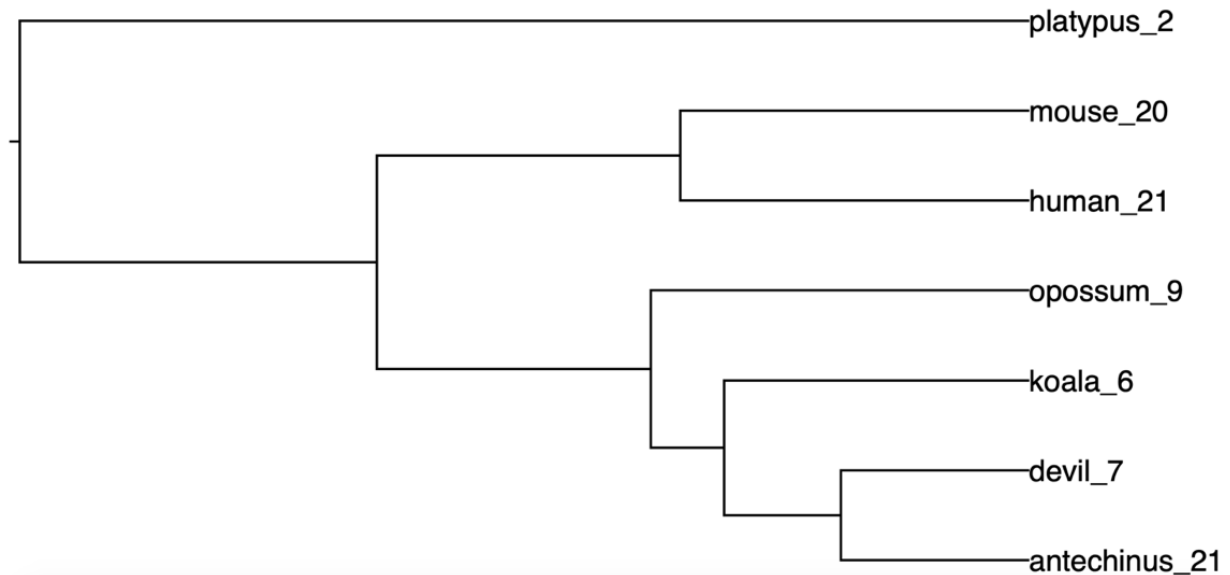 platypus_2
mouse_20
human_21
opossum_9
koala_6
devil_7
antechinus_21